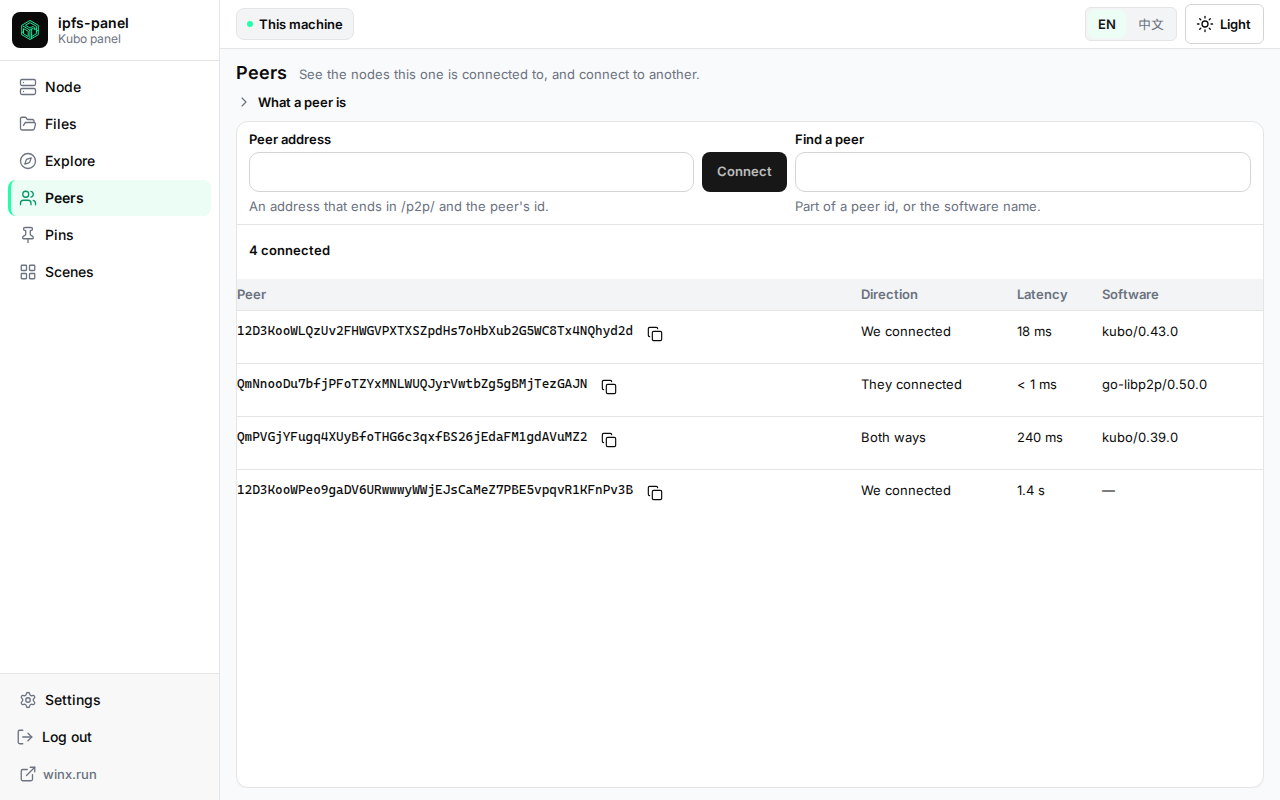 ipfs-panel
Kubo panel
Node
Files
Explore
Peers
Pins
Scenes
Settings
Log out
winx.run
This machine
EN 中文 Light
Peers See the nodes this one is connected to, and connect to another.
What a peer is
Peer address
Connect
An address that ends in /p2p/ and the peer's id.
Find a peer
Part of a peer id, or the software name.
4 connected
Peer Direction Latency Software
12D3KooWLQzUv2FHWGVPXTXSZpdHs7oHbXub2G5WC8Tx4NQhyd2d We connected 18 ms kubo/0.43.0
QmNnooDu7bfjPFoTZYxMNLWUQJyrVwtbZg5gBMjTezGAJN They connected < 1 ms go-libp2p/0.50.0
QmPVGjYFugq4XUyBfoTHG6c3qxfBS26jEdaFM1gdAVuMZ2 Both ways 240 ms kubo/0.39.0
12D3KooWPeo9gaDV6URwwwyWWjEJsCaMeZ7PBE5vpqvR1KFnPv3B We connected 1.4 s —